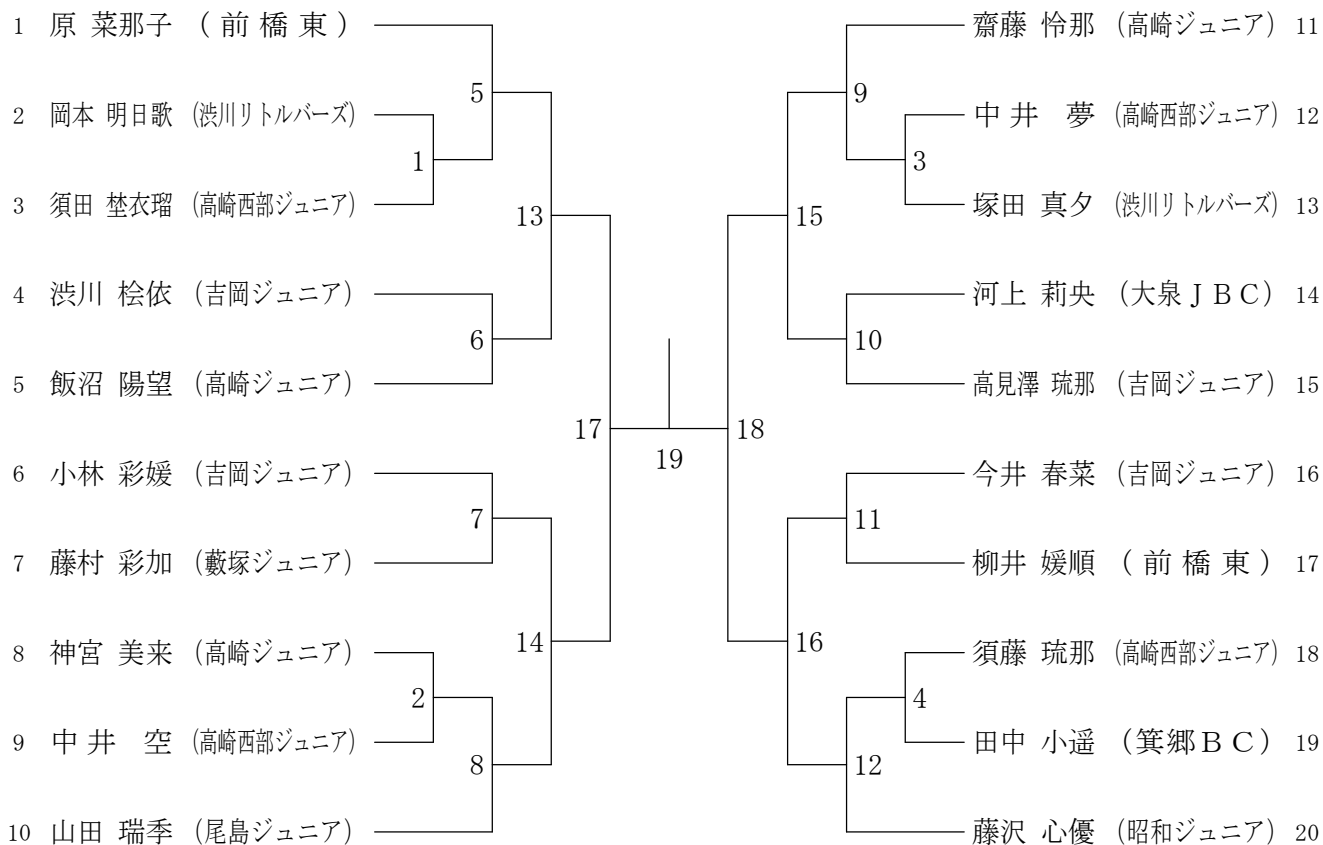 1 原 菜那子 （ 前 橋 東 ）
2 岡本 明日歌 （渋川リトルバーズ）
3 須田 埜衣瑠 （高崎西部ジュニア）
4 渋川 桧依 （吉岡ジュニア）
5 飯沼 陽望 （高崎ジュニア）
6 小林 彩媛 （吉岡ジュニア）
7 藤村 彩加 （藪塚ジュニア）
8 神宮 美来 （高崎ジュニア）
9 中 井 空 （高崎西部ジュニア）
10 山田 瑞季 （尾島ジュニア）
5
1
13
6
17
7
14
2
8
19
9
3
15
10
18
11
16
4
12
齋藤 怜那 （高崎ジュニア） 11
中 井 夢 （高崎西部ジュニア） 12
塚田 真夕 （渋川リトルバーズ） 13
河上 莉央 （大泉ＪＢＣ） 14
高見澤 琉那 （吉岡ジュニア） 15
今井 春菜 （吉岡ジュニア） 16
柳井 媛順 （ 前 橋 東 ） 17
須藤 琉那 （高崎西部ジュニア） 18
田中 小遥 （箕郷ＢＣ） 19
藤沢 心優 （昭和ジュニア） 20